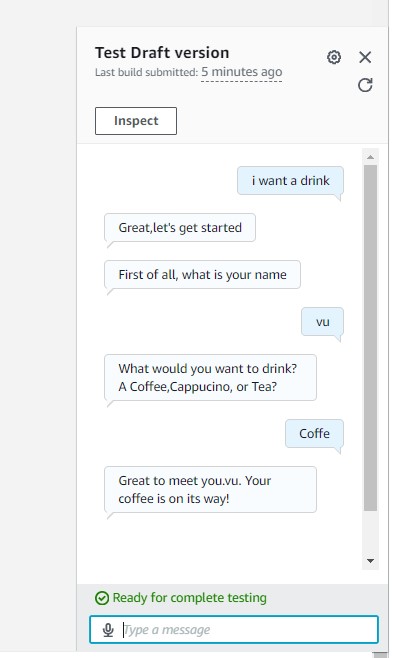 Test Draft version
Last build submitted: 5 minutes ago
Inspect
i want a drink
Great,let's get started
First of all, what is your name
vu
What would you want to drink?
A Coffee,Cappucino, or Tea?
Coffe
Great to meet you.vu. Your
coffee is on its way!
Ready for complete testing
Type a message